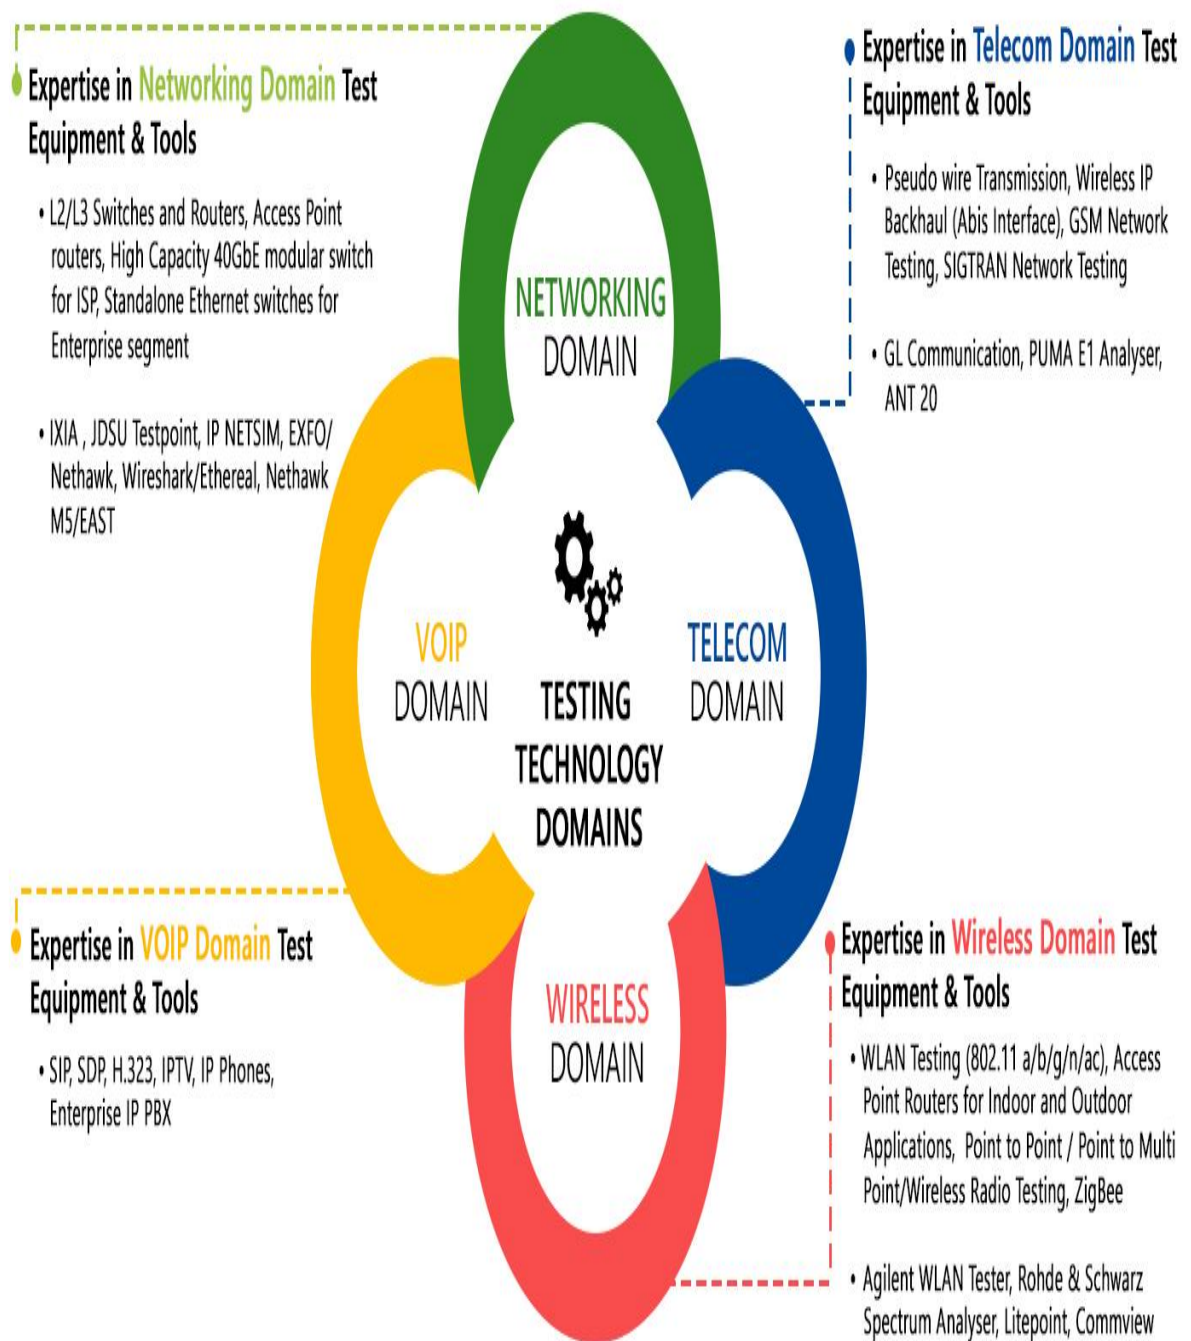 Expertise in Networking Domain Test
Equipment & Tools
• L2/L3 Switches and Routers, Access Point
routers, High Capacity 40GbE modular switch
for ISP, Standalone Ethernet switches for
Enterprise segment
• IXIA , JDSU Testpoint, IP NETSIM, EXFO/
Nethawk, Wireshark/Ethereal, Nethawk
M5/EAST
Expertise in Telecom Domain Test
Equipment & Tools
• Pseudo wire Transmission, Wireless IP
Backhaul (Abis Interface), GSM Network
Testing, SIGTRAN Network Testing
• GL Communication, PUMA E1 Analyser,
ANT 20
NETWORKING
DOMAIN
VOIP
DOMAIN
TESTING
TECHNOLOGY
DOMAINS
TELECOM
DOMAIN
WIRELESS
DOMAIN
Expertise in VOIP Domain Test
Equipment & Tools
• SIP, SDP, H.323, IPTV, IP Phones,
Enterprise IP PBX
Expertise in Wireless Domain Test
Equipment & Tools
• WLAN Testing (802.11 a/b/g/n/ac), Access
Point Routers for Indoor and Outdoor
Applications, Point to Point / Point to Multi
Point/Wireless Radio Testing, ZigBee
• Agilent WLAN Tester, Rohde & Schwarz
Spectrum Analyser, Litepoint, Commview